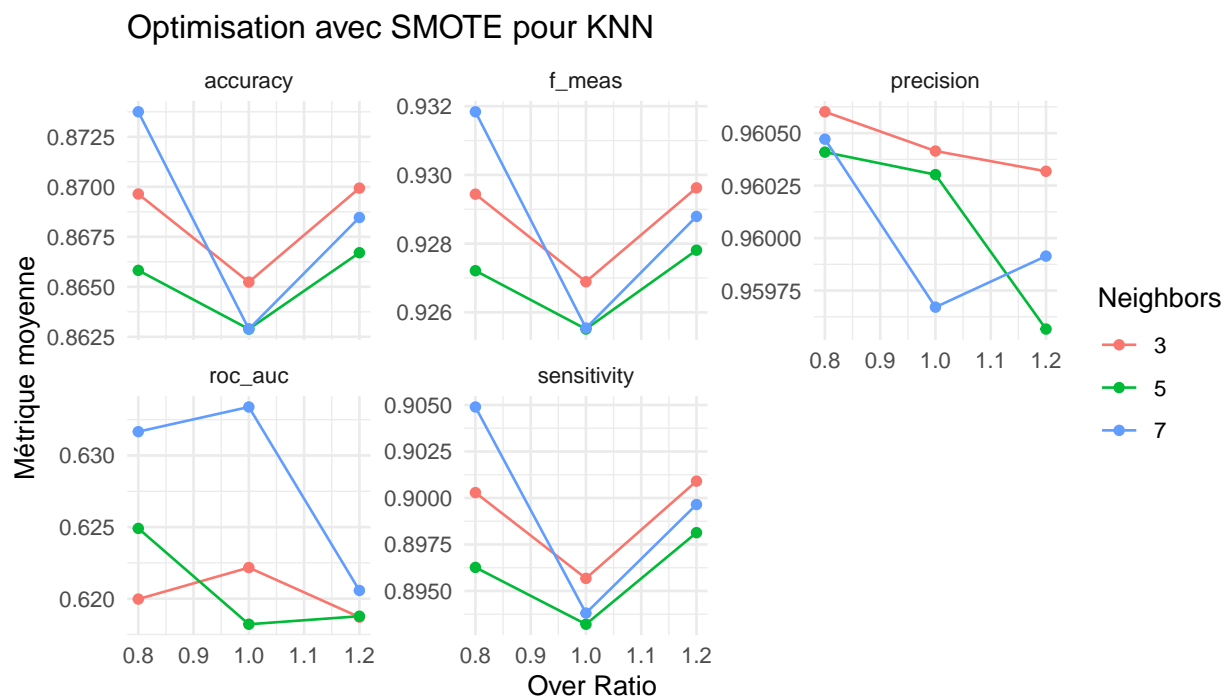 Optimisation avec SMOTE pour KNN
accuracy
f_meas
precision
0.8725
0.8700
0.8675
0.8650
0.8625
0.932
0.930
0.928
0.926
0.96050
0.96025
0.96000
0.95975
0.8 0.9 1.0 1.1 1.2
roc_auc
sensitivity
0.630
0.625
0.620
0.9050
0.9025
0.9000
0.8975
0.8950
0.8 0.9 1.0 1.1 1.2
0.8 0.9 1.0 1.1 1.2
Over Ratio
Métrique moyenne
Neighbors
3
5
7